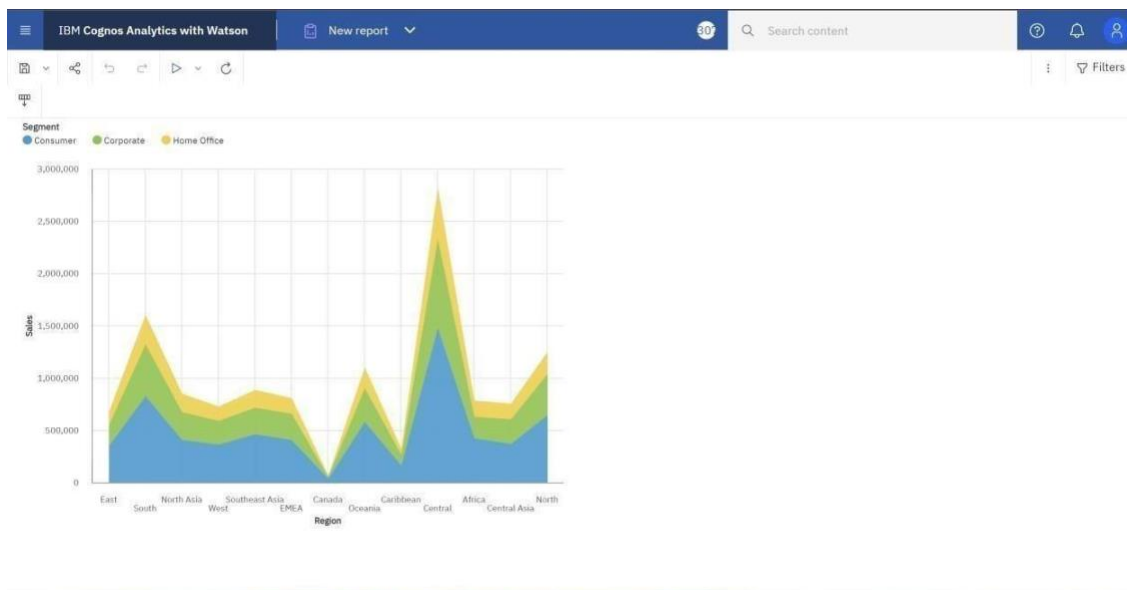 IBM Cognos Analytics with Watson New report 30? Search content
Filters
Segment
Consumer Corporate Home Office
3,000,000
2,500,000
2,000,000
1,500,000
1,000,000
500,000
0
Sales
East South North Asia West Southeast Asia EMEA Canada Oceania Caribbean Central Africa Central Asia North
Region